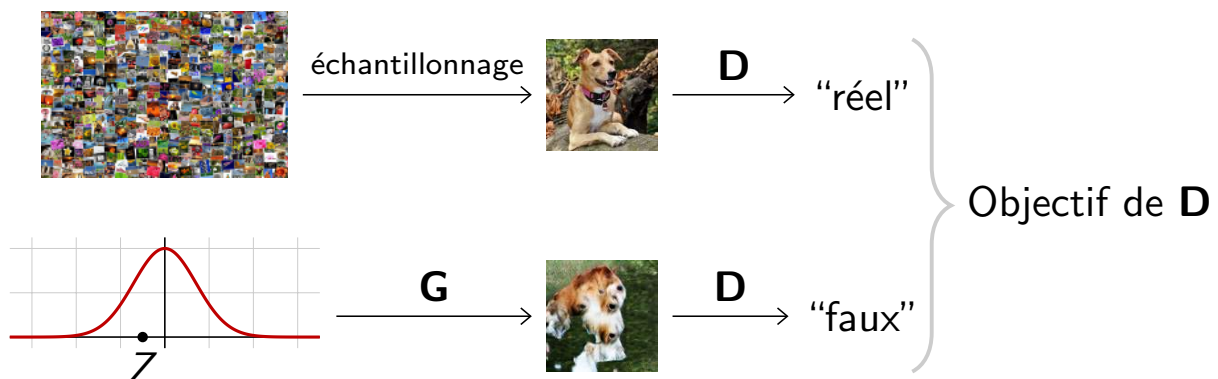 échantillonnage
D
“réel”
Objectif de D
G
D
“faux”
Z